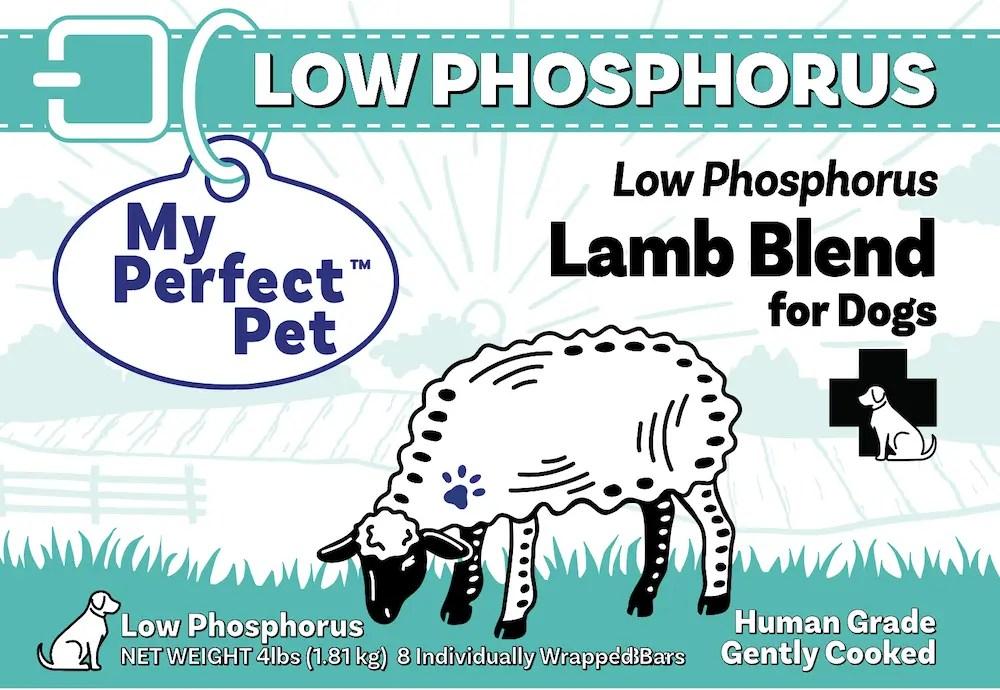 LOW PHOSPHORUS
Low Phosphorus
Lamb Blend
for Dogs
My
Perfect™
Pet
Low Phosphorus
NET WEIGHT 4lbs (1.81 kg) 8 Individually Wrapped Bars
Human Grade
Gently Cooked